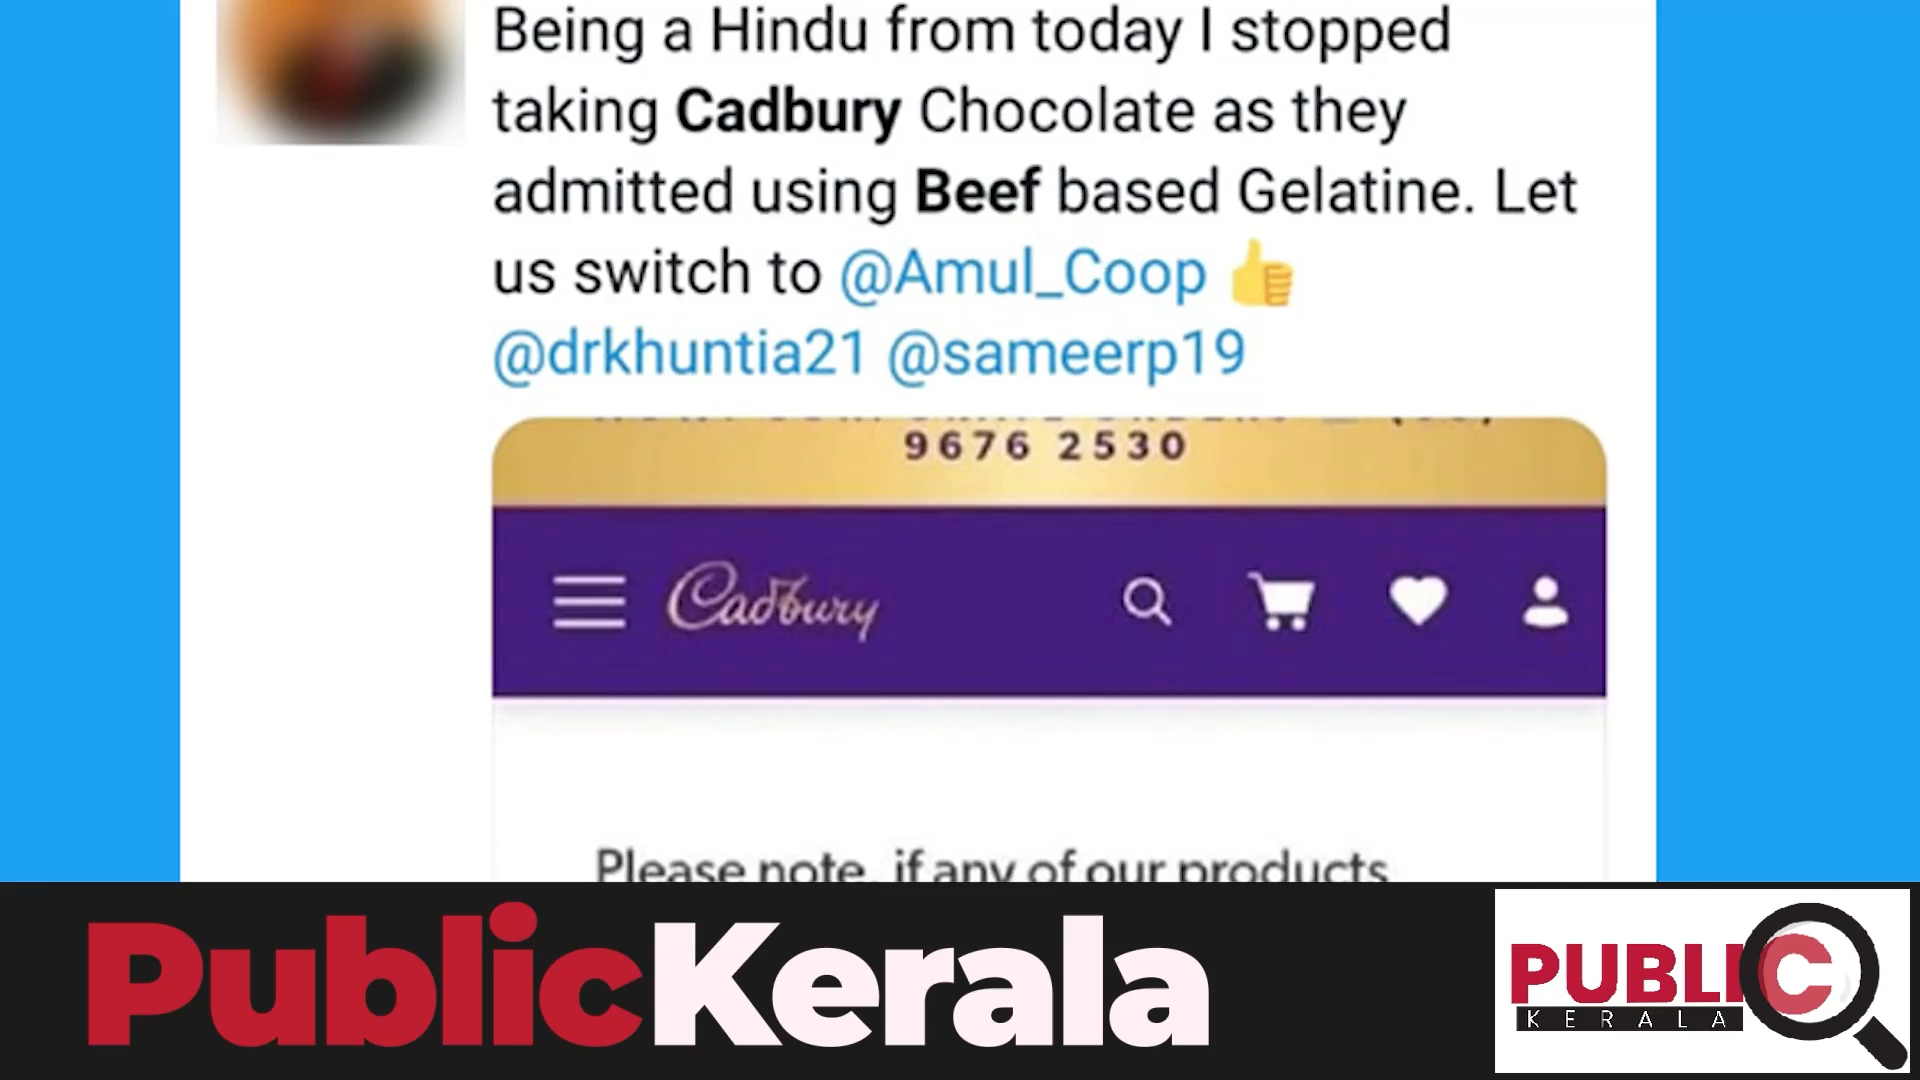 Being a Hindu from today I stopped
taking Cadbury Chocolate as they
admitted using Beef based Gelatine. Let
us switch to @Amul_Coop 👍
@drkhuntia21 @sameerp19
9676 2530
Cadbury
Please note, if any of our products
PublicKerala
PUBLIC
KERALA